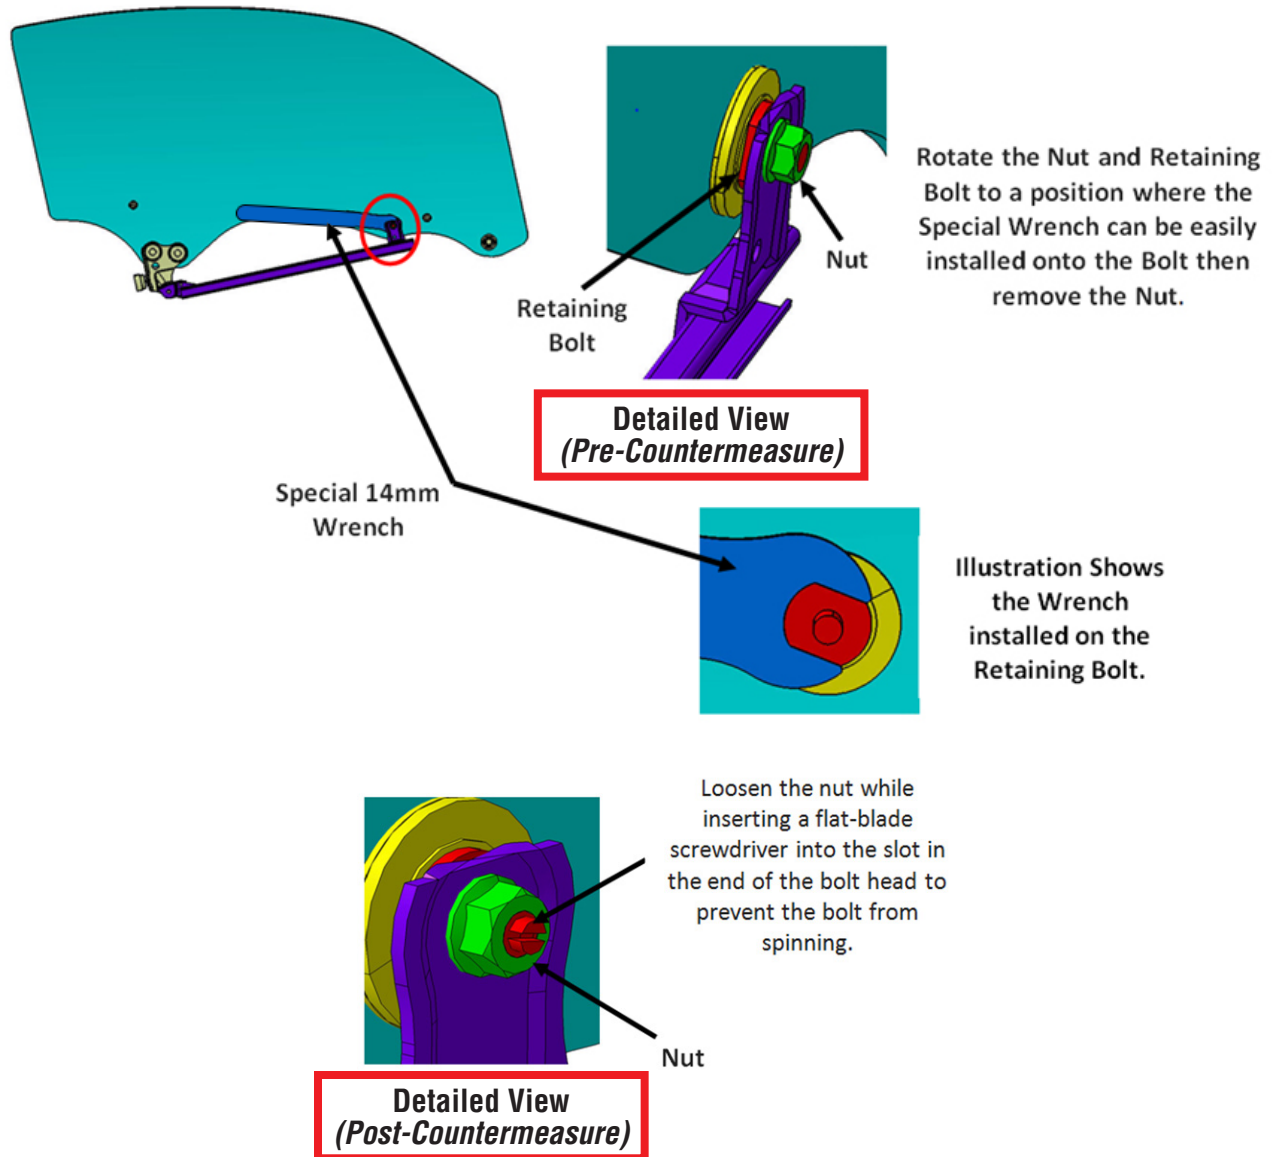 Rotate the Nut and Retaining
Bolt to a position where the
Special Wrench can be easily
installed onto the Bolt then
remove the Nut.
Nut
Retaining
Bolt
Detailed View
(Pre-Countermeasure)
Special 14mm
Wrench
Illustration Shows
the Wrench
installed on the
Retaining Bolt.
Loosen the nut while
inserting a flat-blade
screwdriver into the slot in
the end of the bolt head to
prevent the bolt from
spinning.
Nut
Detailed View
(Post-Countermeasure)